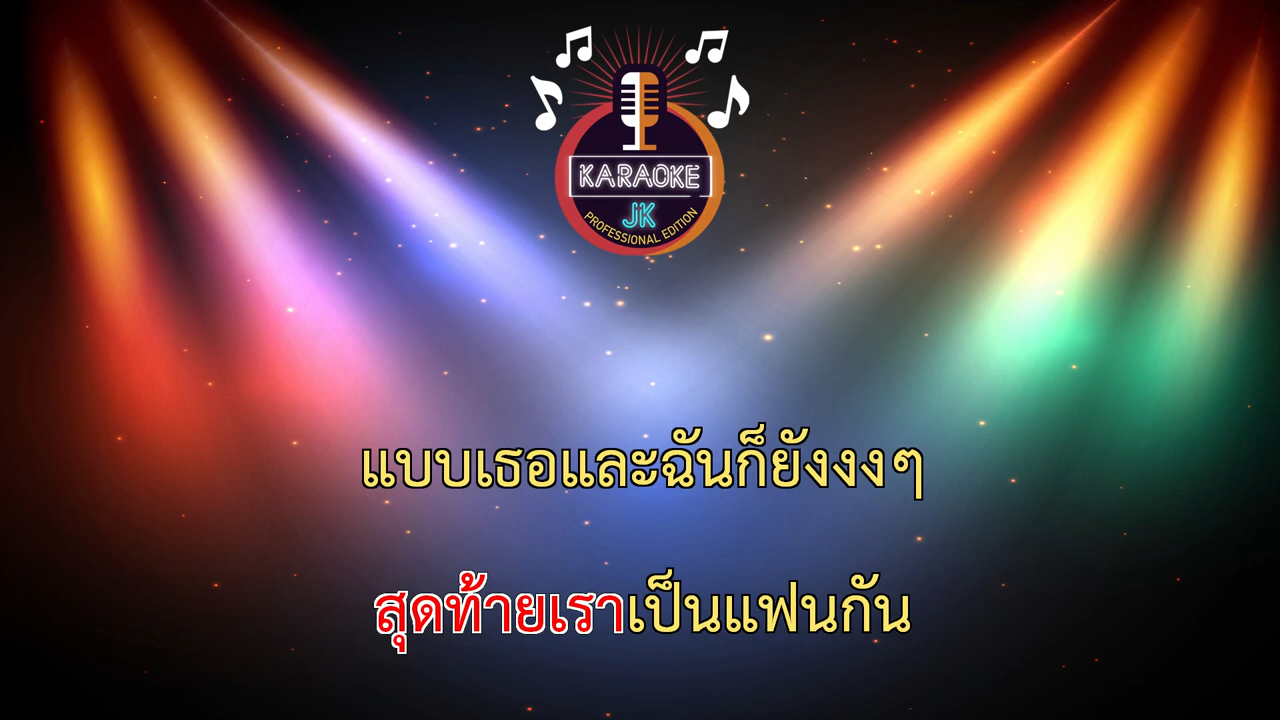 KARAOKE
JK
PROFESSIONAL EDITION
แบบเธอและฉันก็ยังงงๆ
สุดท้ายเราเป็นแฟนกัน